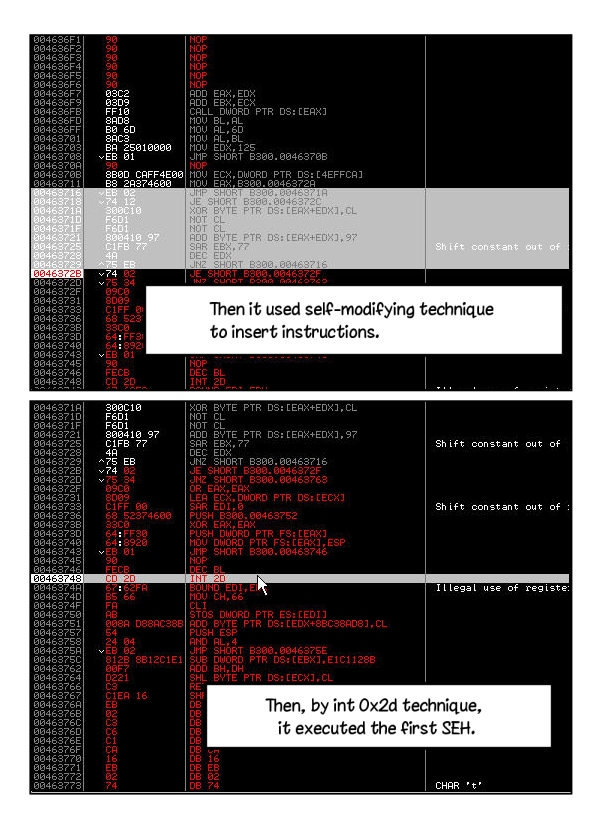 004636F1 90 NOP
004636F2 90 NOP
004636F3 90 NOP
004636F4 90 NOP
004636F5 90 NOP
004636F6 90 NOP
004636F7 03C2 ADD EAX,EDX
004636F9 03D9 ADD EBX,ECX
004636FB FF10 CALL DWORD PTR DS:[EAX]
004636FD 8AD8 MOV BL,AL
004636FF B0 6D MOV AL,6D
00463701 8AC3 MOV AL,BL
00463703 BA 25010000 MOV EDX,125
00463708 EB 01 JMP SHORT B300.0046370B
0046370A 90 NOP
0046370B 8B0D CAFF4E00 MOV ECX,DWORD PTR DS:[4EFFCA]
00463711 B8 2A374600 MOV EAX,B300.0046372A
00463716 EB 02 JMP SHORT B300.0046371A
00463718 74 12 JE SHORT B300.0046372C
0046371A 300C10 XOR BYTE PTR DS:[EAX+EDX],CL
0046371D F6D1 NOT CL
0046371F F6D1 NOT CL
00463721 800410 97 ADD BYTE PTR DS:[EAX+EDX],97
00463725 C1FB 77 SAR EBX,77 Shift constant out of
00463728 4A DEC EDX
00463729 75 EB JNZ SHORT B300.00463716
0046372B 74 02 JE SHORT B300.0046372F
0046372D 75 34
0046372F 09C0
00463731 8D09
00463733 C1FF 0
00463736 68 523
0046373B 33C0
0046373D 64:FF3
00463740 64:892
00463743 EB 01
00463745 90 NOP
00463746 FECB DEC BL
00463748 CD 2D INT 2D
Then it used self-modifying technique
to insert instructions.
0046371A 300C10 XOR BYTE PTR DS:[EAX+EDX],CL
0046371D F6D1 NOT CL
0046371F F6D1 NOT CL
00463721 800410 97 ADD BYTE PTR DS:[EAX+EDX],97
00463725 C1FB 77 SAR EBX,77 Shift constant out of
00463728 4A DEC EDX
00463729 75 EB JNZ SHORT B300.00463716
0046372B 74 02 JE SHORT B300.0046372F
0046372D 75 34 JNZ SHORT B300.00463763
0046372F 09C0 OR EAX,EAX
00463731 8D09 LEA ECX,DWORD PTR DS:[ECX]
00463733 C1FF 00 SAR EDI,0 Shift constant out of :
00463736 68 52374600 PUSH B300.00463752
0046373B 33C0 XOR EAX,EAX
0046373D 64:FF30 PUSH DWORD PTR FS:[EAX]
00463740 64:8920 MOV DWORD PTR FS:[EAX],ESP
00463743 EB 01 JMP SHORT B300.00463746
00463745 90 NOP
00463746 FECB DEC BL
00463748 CD 2D INT 2D
0046374A 67:62FA BOUND EDI,E Illegal use of registe
0046374D B5 66 MOV CH,66
0046374F FA CLI
00463750 AB STOS DWORD PTR ES:[EDI]
00463751 008A D88AC38B ADD BYTE PTR DS:[EDX+8BC38AD8],CL
00463757 54 PUSH ESP
00463758 24 04 AND AL,4
0046375A EB 02 JMP SHORT B300.0046375E
0046375C 812B 8B12C1E1 SUB DWORD PTR DS:[EBX],E1C1128B
00463762 00F7 ADD BH,DH
00463764 D221 SHL BYTE PTR DS:[ECX],CL
00463766 C3 RE
00463767 C1EA 16 SH
0046376A EB DB
0046376B 02 DB
0046376C C3 DB
0046376D C6 DB
0046376E C1 DB
0046376F CA DB CA
00463770 16 DB 16
00463771 EB DB EB
00463772 02 DB 02
00463773 74 DB 74 CHAR 't'
Then, by int 0x2d technique,
it executed the first SEH.